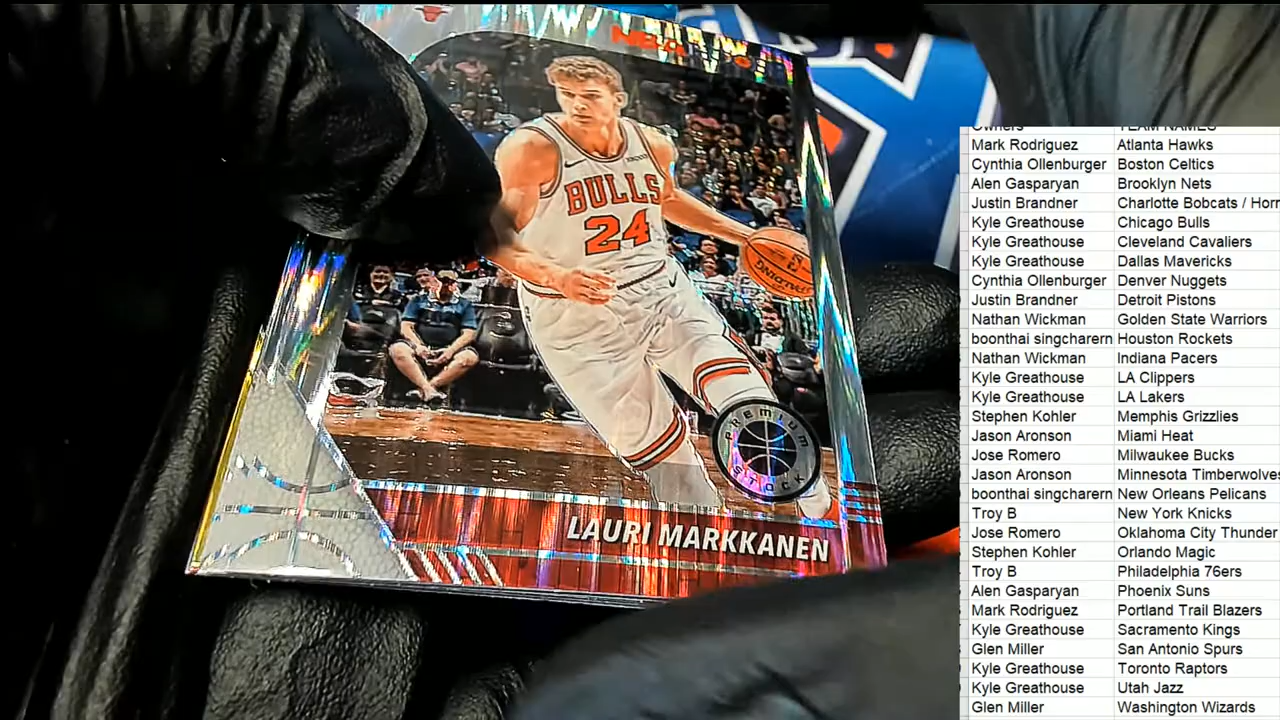 NBA
BULLS
24
SPALDING
PREMIUM
STOCK
LAURI MARKKANEN
Owners TEAM NAMES
Mark Rodriguez Atlanta Hawks
Cynthia Ollenburger Boston Celtics
Alen Gasparyan Brooklyn Nets
Justin Brandner Charlotte Bobcats / Horr
Kyle Greathouse Chicago Bulls
Kyle Greathouse Cleveland Cavaliers
Kyle Greathouse Dallas Mavericks
Cynthia Ollenburger Denver Nuggets
Justin Brandner Detroit Pistons
Nathan Wickman Golden State Warriors
boonthai singcharern Houston Rockets
Nathan Wickman Indiana Pacers
Kyle Greathouse LA Clippers
Kyle Greathouse LA Lakers
Stephen Kohler Memphis Grizzlies
Jason Aronson Miami Heat
Jose Romero Milwaukee Bucks
Jason Aronson Minnesota Timberwolves
boonthai singcharern New Orleans Pelicans
Troy B New York Knicks
Jose Romero Oklahoma City Thunder
Stephen Kohler Orlando Magic
Troy B Philadelphia 76ers
Alen Gasparyan Phoenix Suns
Mark Rodriguez Portland Trail Blazers
Kyle Greathouse Sacramento Kings
Glen Miller San Antonio Spurs
Kyle Greathouse Toronto Raptors
Kyle Greathouse Utah Jazz
Glen Miller Washington Wizards